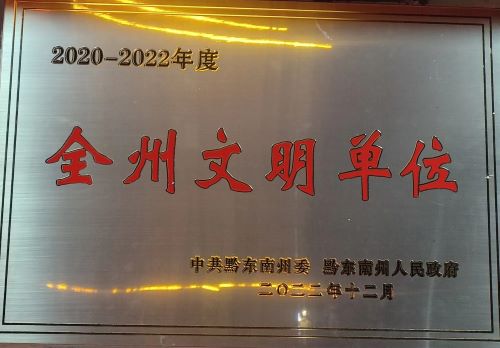 2020-2022年度
全州文明单位
中共黔东南州委 黔东南州人民政府
二〇二二年十二月